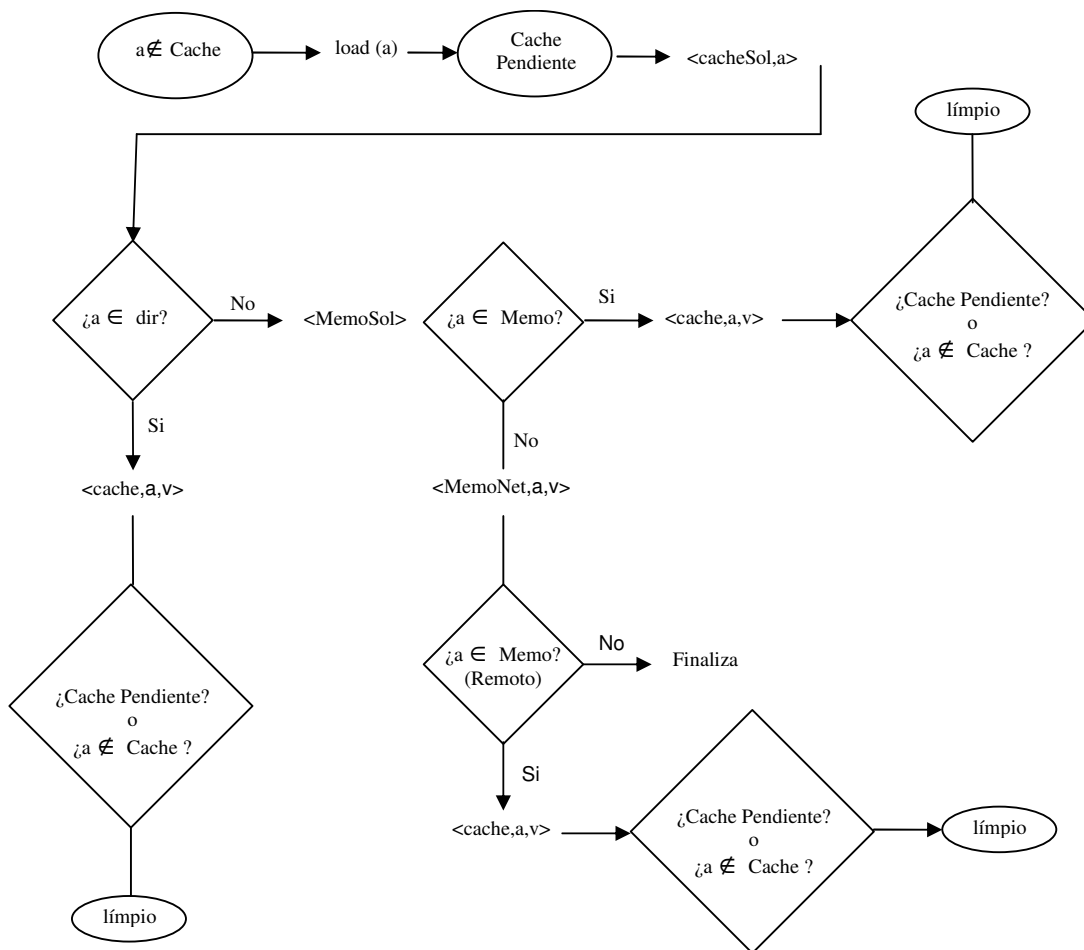 a ∉ Cache
load (a)
Cache
Pendiente
<cacheSol,a>
límpio
¿a ∈ dir?
No
<MemoSol>
¿a ∈ Memo?
Si
<cache,a,v>
¿Cache Pendiente?
o
¿a ∉ Cache ?
Si
No
<cache,a,v>
<MemoNet,a,v>
¿a ∈ Memo?
(Remoto)
No
Finaliza
¿Cache Pendiente?
o
¿a ∉ Cache ?
Si
<cache,a,v>
¿Cache Pendiente?
o
¿a ∉ Cache ?
límpio
límpio